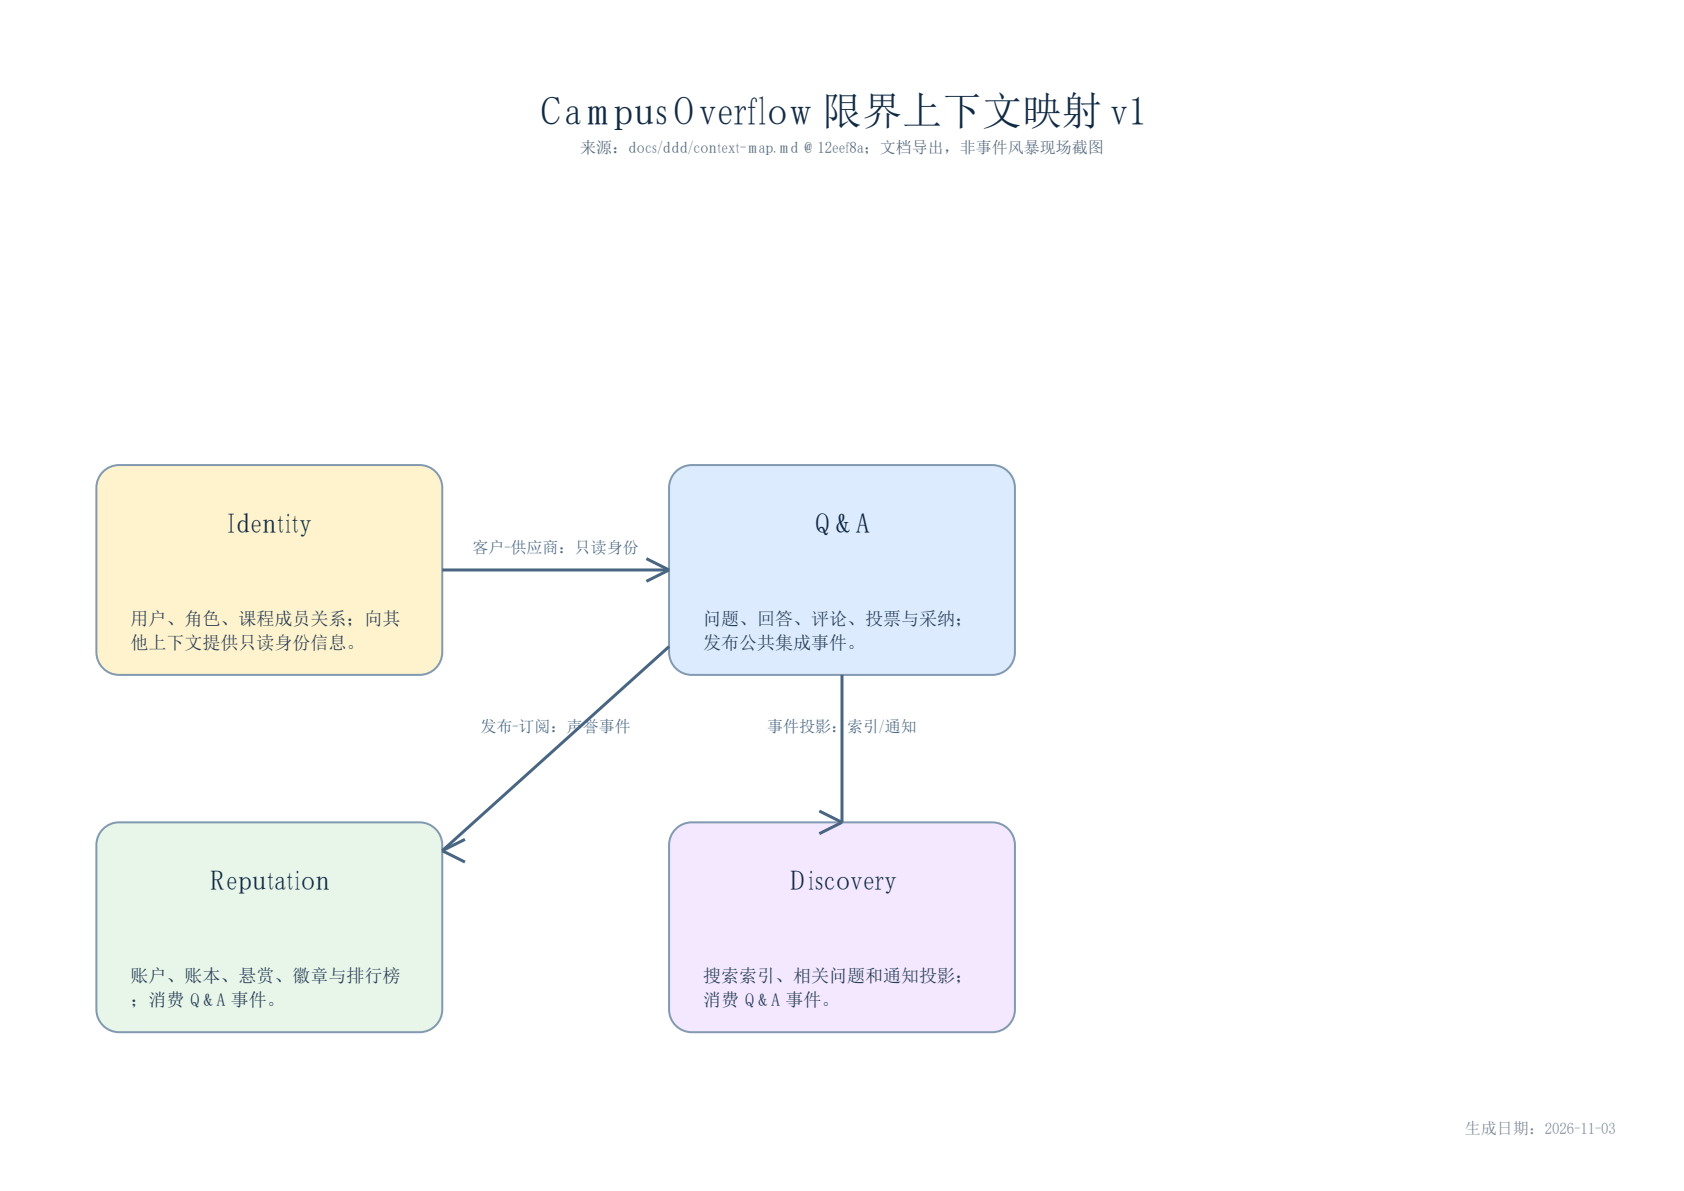 CampusOverflow 限界上下文映射 v1
来源：docs/ddd/context-map.md @ 12eef8a；文档导出，非事件风暴现场截图
Identity
用户、角色、课程成员关系；向其
他上下文提供只读身份信息。
客户-供应商：只读身份
Q&A
问题、回答、评论、投票与采纳；
发布公共集成事件。
发布-订阅：声誉事件
事件投影：索引/通知
Reputation
账户、账本、悬赏、徽章与排行榜
；消费 Q&A 事件。
Discovery
搜索索引、相关问题和通知投影；
消费 Q&A 事件。
生成日期：2026-11-03